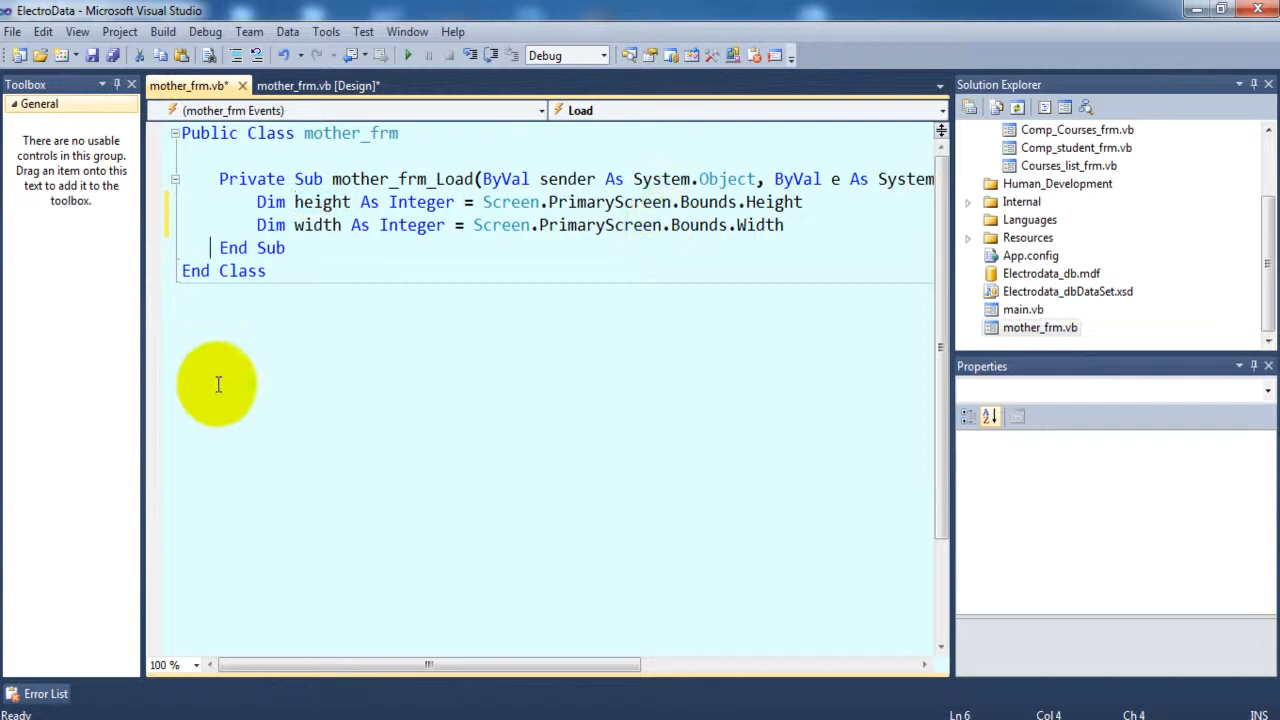 ElectroData - Microsoft Visual Studio
File Edit View Project Build Debug Team Data Tools Test Window Help
Debug
Toolbox
General
There are no usable
controls in this group.
Drag an item onto this
text to add it to the
toolbox.
mother_frm.vb* mother_frm.vb [Design]*
(mother_frm Events) Load
Public Class mother_frm
Private Sub mother_frm_Load(ByVal sender As System.Object, ByVal e As System
Dim height As Integer = Screen.PrimaryScreen.Bounds.Height
Dim width As Integer = Screen.PrimaryScreen.Bounds.Width
End Sub
End Class
100 %
Solution Explorer
Comp_Courses_frm.vb
Comp_student_frm.vb
Courses_list_frm.vb
Human_Development
Internal
Languages
Resources
App.config
Electrodata_db.mdf
Electrodata_dbDataSet.xsd
main.vb
mother_frm.vb
Properties
Error List
Ready Ln 6 Col 4 Ch 4 INS